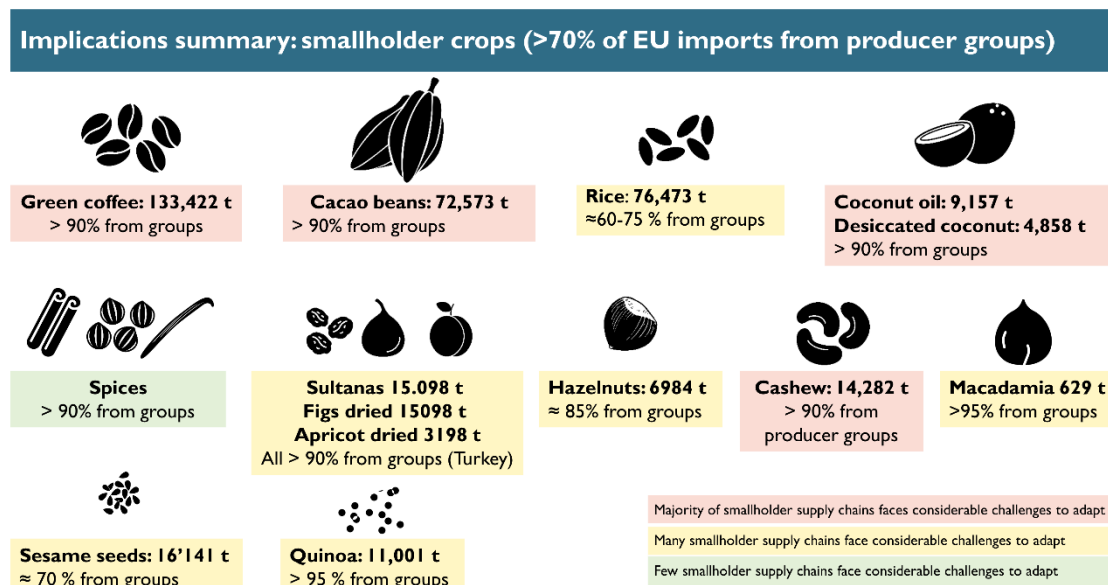 Implications summary: smallholder crops (>70% of EU imports from producer groups)
Green coffee: 133,422 t
> 90% from groups
Cacao beans: 72,573 t
> 90% from groups
Rice: 76,473 t
≈60-75 % from groups
Coconut oil: 9,157 t
Desiccated coconut: 4,858 t
> 90% from groups
Spices
> 90% from groups
Sultanas 15.098 t
Figs dried 15098 t
Apricot dried 3198 t
All > 90% from groups (Turkey)
Hazelnuts: 6984 t
≈ 85% from groups
Cashew: 14,282 t
> 90% from
producer groups
Macadamia 629 t
>95% from groups
Sesame seeds: 16'141 t
≈ 70 % from groups
Quinoa: 11,001 t
> 95 % from groups
Majority of smallholder supply chains faces considerable challenges to adapt
Many smallholder supply chains face considerable challenges to adapt
Few smallholder supply chains face considerable challenges to adapt